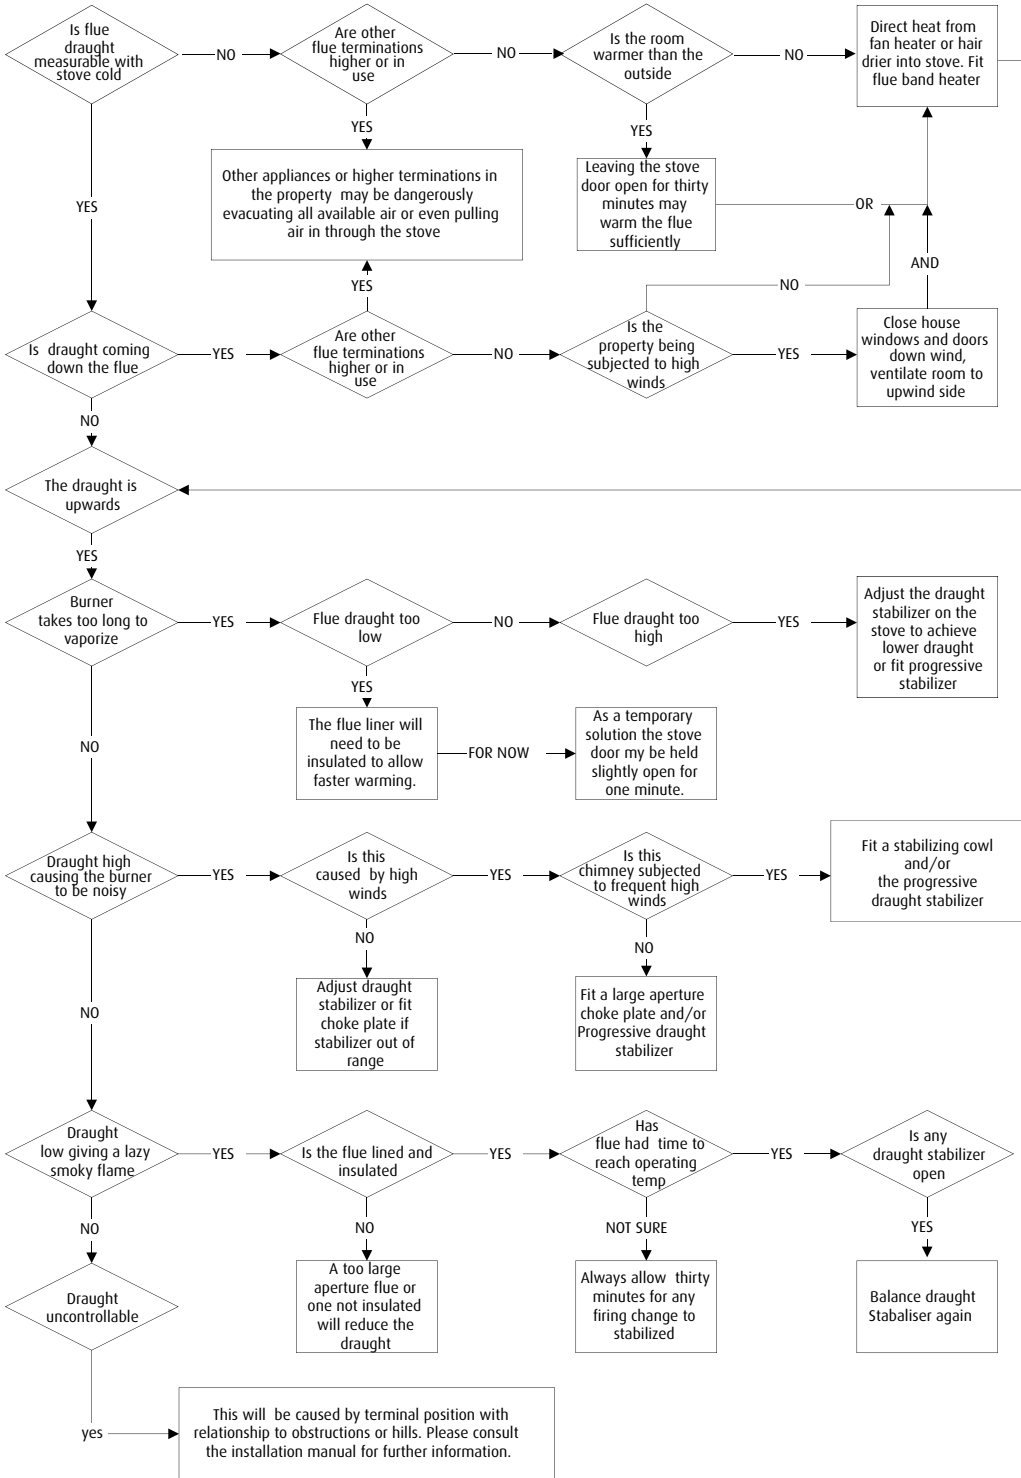 Is flue
draught
measurable with
stove cold
NO
Are other
flue terminations
higher or in
use
NO
Is the room
warmer than the
outside
NO
Direct heat from
fan heater or hair
drier into stove. Fit
flue band heater
YES
YES
YES
Other appliances or higher terminations in
the property may be dangerously
evacuating all available air or even pulling
air in through the stove
Leaving the stove
door open for thirty
minutes may
warm the flue
sufficiently
OR
AND
YES
NO
Is draught coming
down the flue
YES
Are other
flue terminations
higher or in
use
NO
Is the
property being
subjected to high
winds
YES
Close house
windows and doors
down wind,
ventilate room to
upwind side
NO
The draught is
upwards
YES
Burner
takes too long to
vaporize
YES
Flue draught too
low
NO
Flue draught too
high
YES
Adjust the draught
stabilizer on the
stove to achieve
lower draught
or fit progressive
stabilizer
YES
NO
The flue liner will
need to be
insulated to allow
faster warming.
FOR NOW
As a temporary
solution the stove
door my be held
slightly open for
one minute.
Draught high
causing the burner
to be noisy
YES
Is this
caused by high
winds
YES
Is this
chimney subjected
to frequent high
winds
YES
Fit a stabilizing cowl
and/or
the progressive
draught stabilizer
NO
NO
NO
Adjust draught
stabilizer or fit
choke plate if
stabilizer out of
range
Fit a large aperture
choke plate and/or
Progressive draught
stabilizer
Draught
low giving a lazy
smoky flame
YES
Is the flue lined and
insulated
YES
Has
flue had time to
reach operating
temp
YES
Is any
draught stabilizer
open
NO
NO
NOT SURE
YES
Draught
uncontrollable
A too large
aperture flue or
one not insulated
will reduce the
draught
Always allow thirty
minutes for any
firing change to
stabilized
Balance draught
Stabaliser again
yes
This will be caused by terminal position with
relationship to obstructions or hills. Please consult
the installation manual for further information.